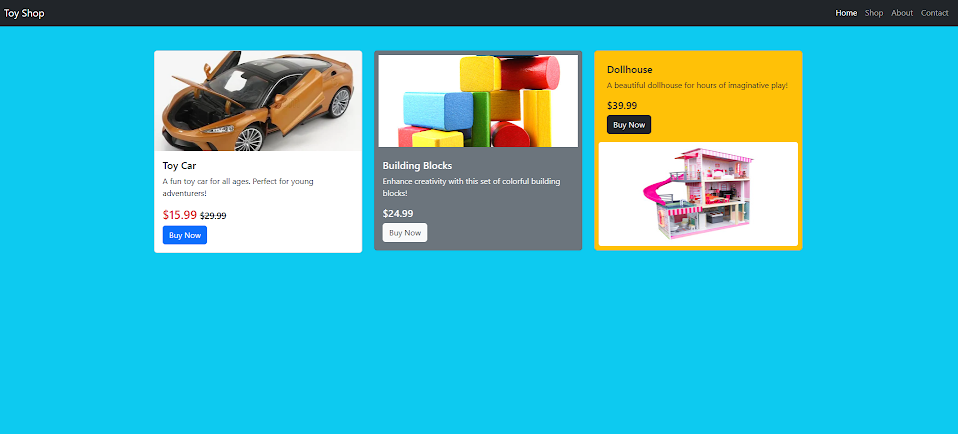 Toy Shop
Home Shop About Contact
Toy Car
A fun toy car for all ages. Perfect for young
adventurers!
$15.99 $29.99
Buy Now
Building Blocks
Enhance creativity with this set of colorful building
blocks!
$24.99
Buy Now
Dollhouse
A beautiful dollhouse for hours of imaginative play!
$39.99
Buy Now